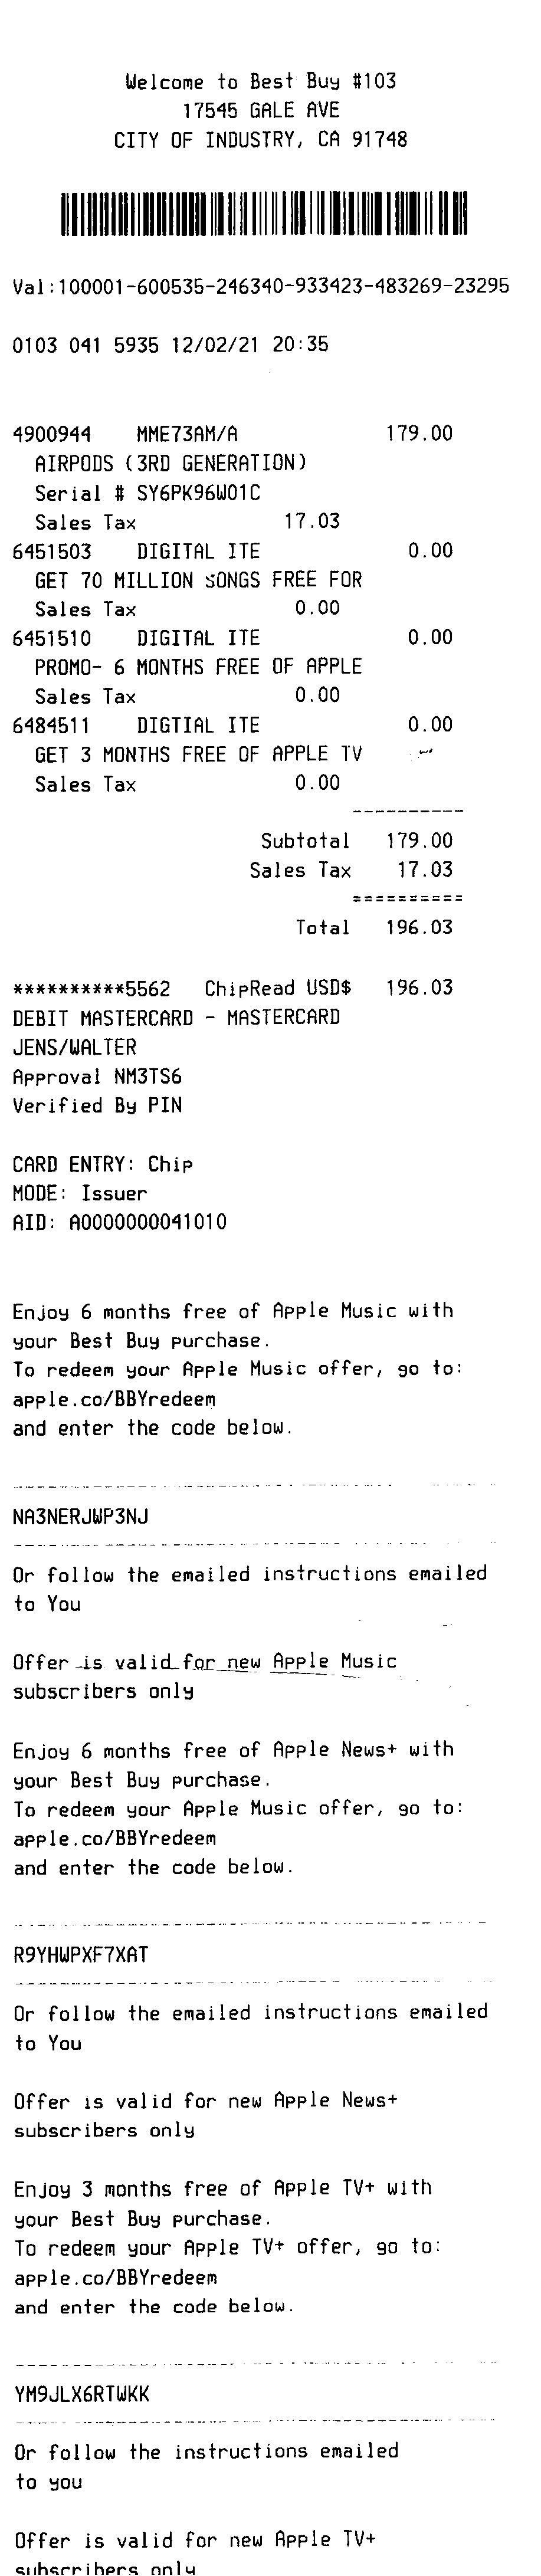 Welcome to Best Buy #103
17545 GALE AVE
CITY OF INDUSTRY, CA 91748
Val:100001-600535-246340-933423-483269-23295
0103 041 5935 12/02/21 20:35
4900944 MME73AM/A 179.00
AIRPODS (3RD GENERATION)
Serial # SY6PK96W01C
Sales Tax 17.03
6451503 DIGITAL ITE 0.00
GET 70 MILLION SONGS FREE FOR
Sales Tax 0.00
6451510 DIGITAL ITE 0.00
PROMO- 6 MONTHS FREE OF APPLE
Sales Tax 0.00
6484511 DIGTIAL ITE 0.00
GET 3 MONTHS FREE OF APPLE TV
Sales Tax 0.00
----------
Subtotal 179.00
Sales Tax 17.03
==========
Total 196.03
**********5562 ChipRead USD$ 196.03
DEBIT MASTERCARD - MASTERCARD
JENS/WALTER
Approval NM3TS6
Verified By PIN
CARD ENTRY: Chip
MODE: Issuer
AID: A0000000041010
Enjoy 6 months free of Apple Music with
your Best Buy purchase.
To redeem your Apple Music offer, go to:
apple.co/BBYredeem
and enter the code below.
NA3NERJWP3NJ
Or follow the emailed instructions emailed
to You
Offer is valid for new Apple Music
subscribers only
Enjoy 6 months free of Apple News+ with
your Best Buy purchase.
To redeem your Apple Music offer, go to:
apple.co/BBYredeem
and enter the code below.
R9YHWPXF7XAT
Or follow the emailed instructions emailed
to You
Offer is valid for new Apple News+
subscribers only
Enjoy 3 months free of Apple TV+ with
your Best Buy purchase.
To redeem your Apple TV+ offer, go to:
apple.co/BBYredeem
and enter the code below.
YM9JLX6RTWKK
Or follow the instructions emailed
to you
Offer is valid for new Apple TV+
subscribers only